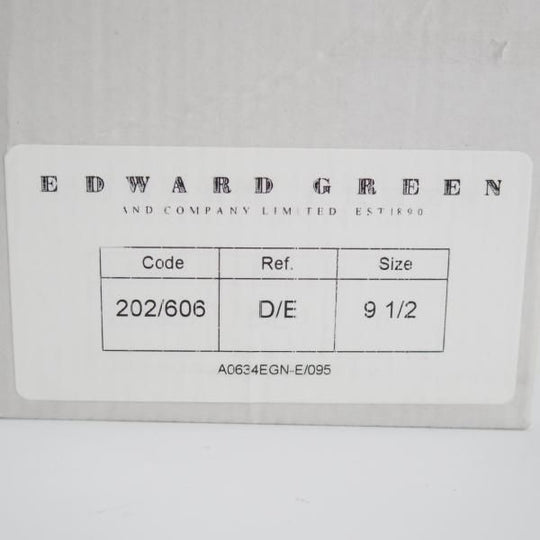 EDWARD GREEN
AND COMPANY LIMITED EST 1890
Code Ref. Size
202/606 D/E 9 1/2
A0634EGN-E/095